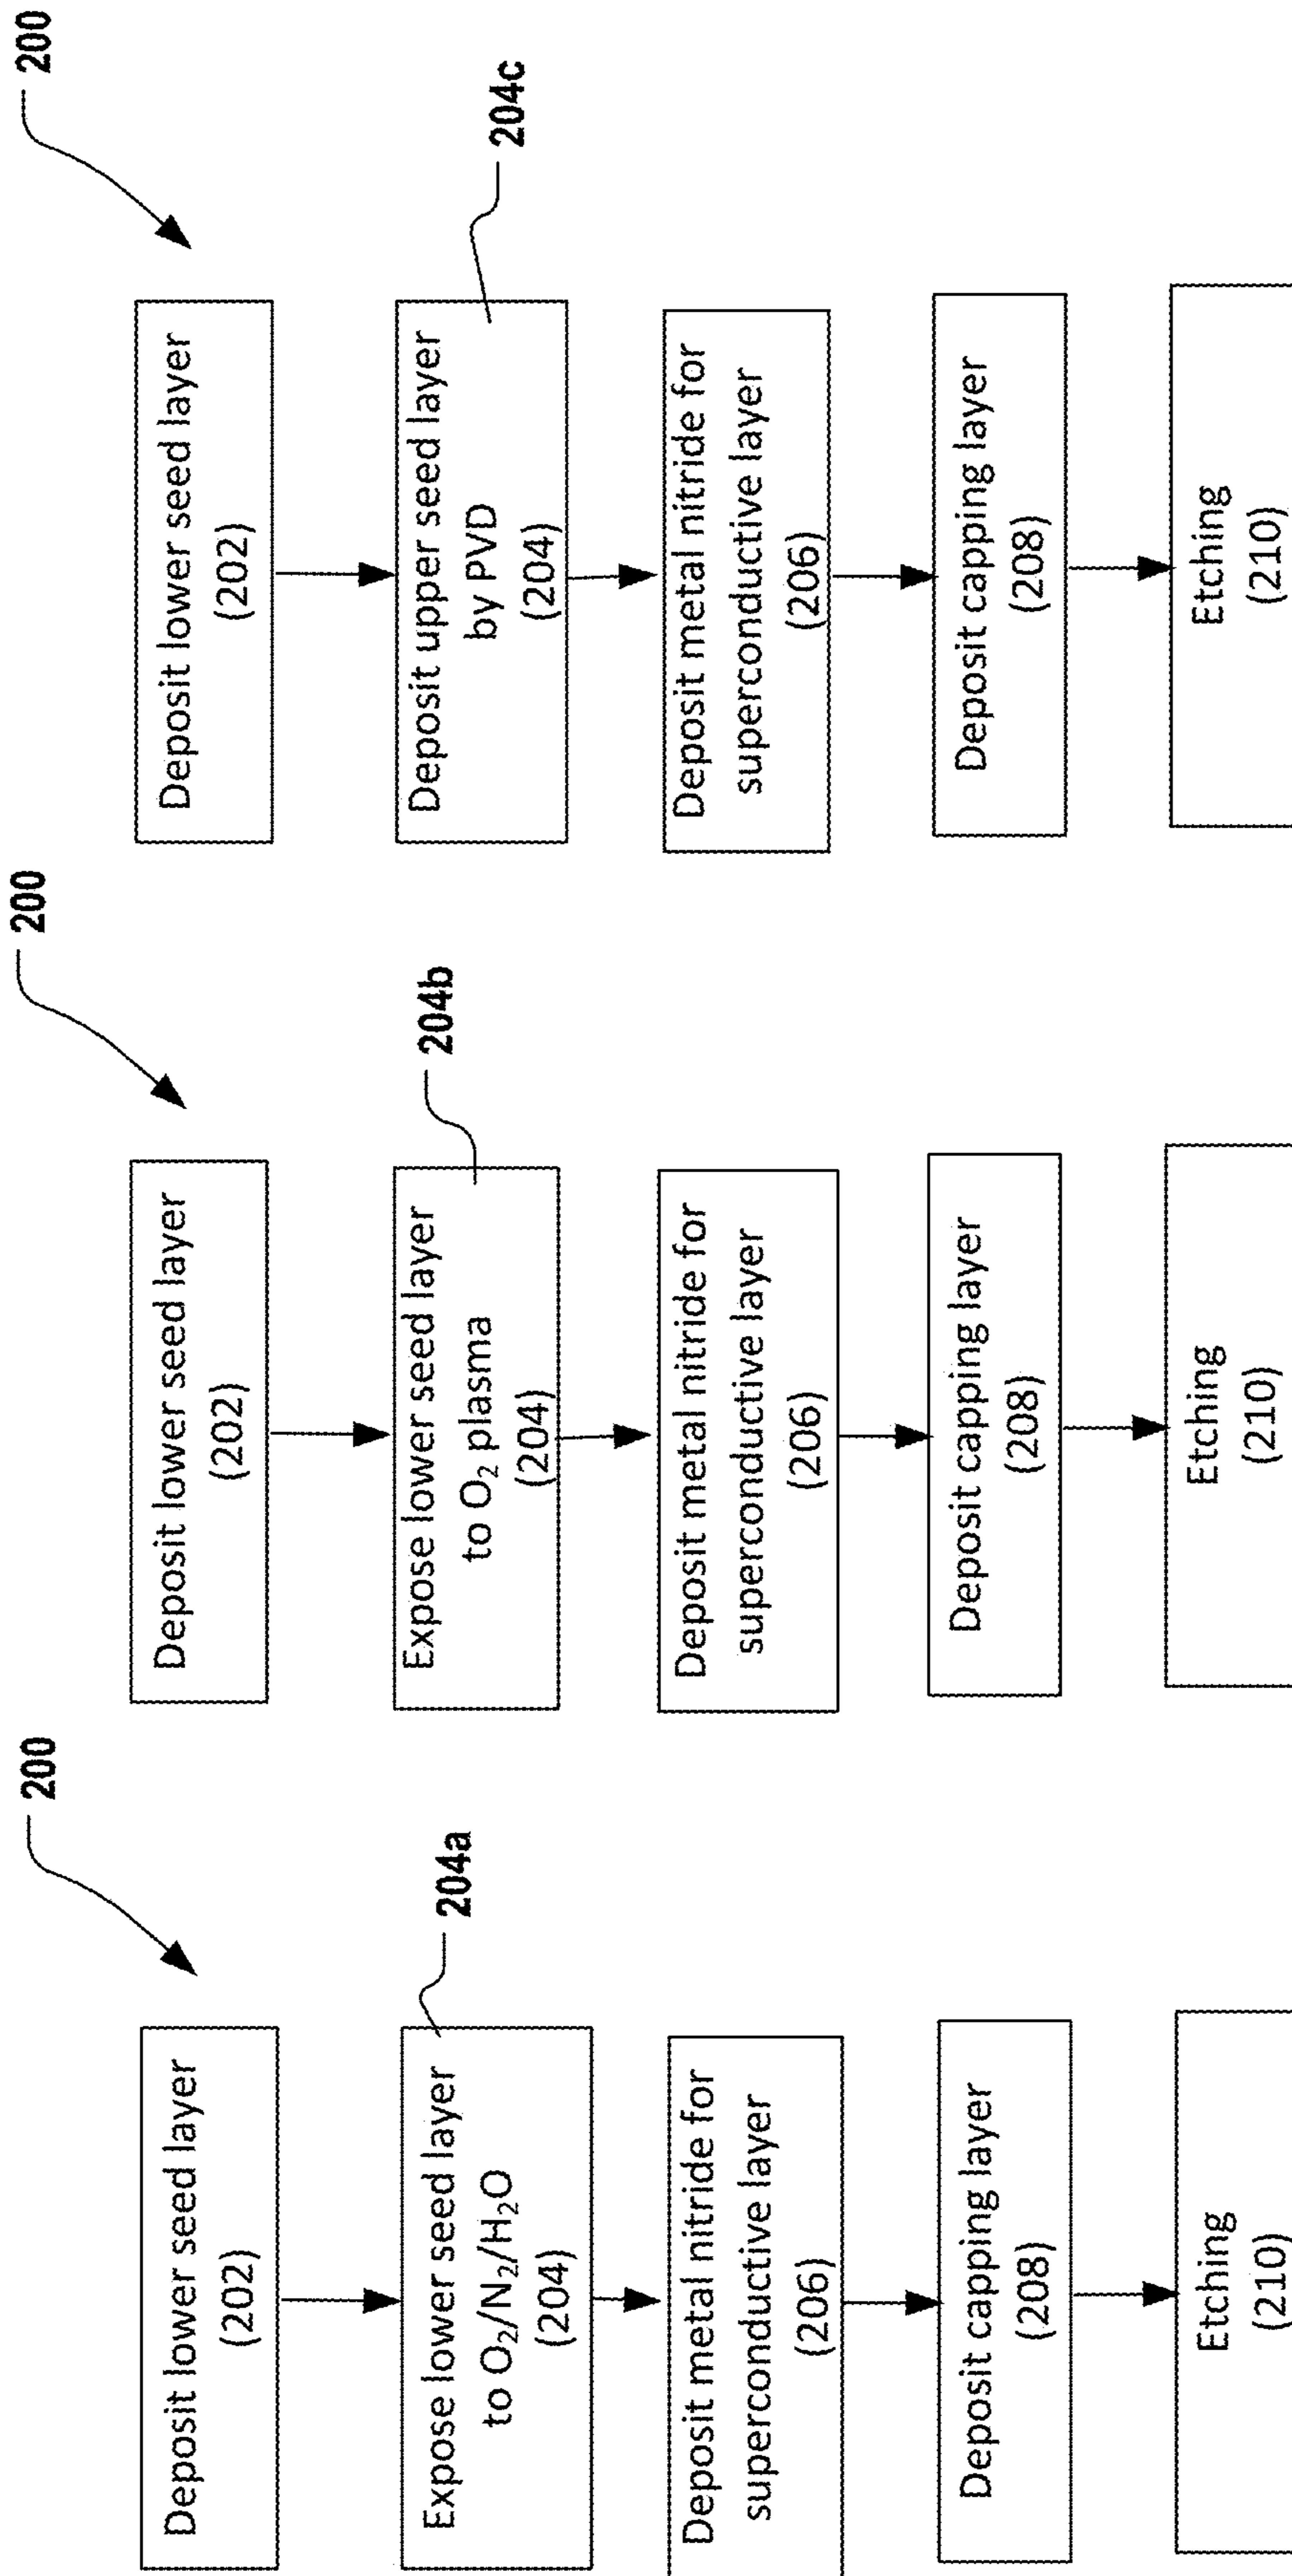 200
Deposit lower seed layer
(202)
204a
Expose lower seed layer
to O₂/N₂/H₂O
(204)
Deposit metal nitride for
superconductive layer
(206)
Deposit capping layer
(208)
Etching
(210)
200
Deposit lower seed layer
(202)
204b
Expose lower seed layer
to O₂ plasma
(204)
Deposit metal nitride for
superconductive layer
(206)
Deposit capping layer
(208)
Etching
(210)
200
Deposit lower seed layer
(202)
204c
Deposit upper seed layer
by PVD
(204)
Deposit metal nitride for
superconductive layer
(206)
Deposit capping layer
(208)
Etching
(210)